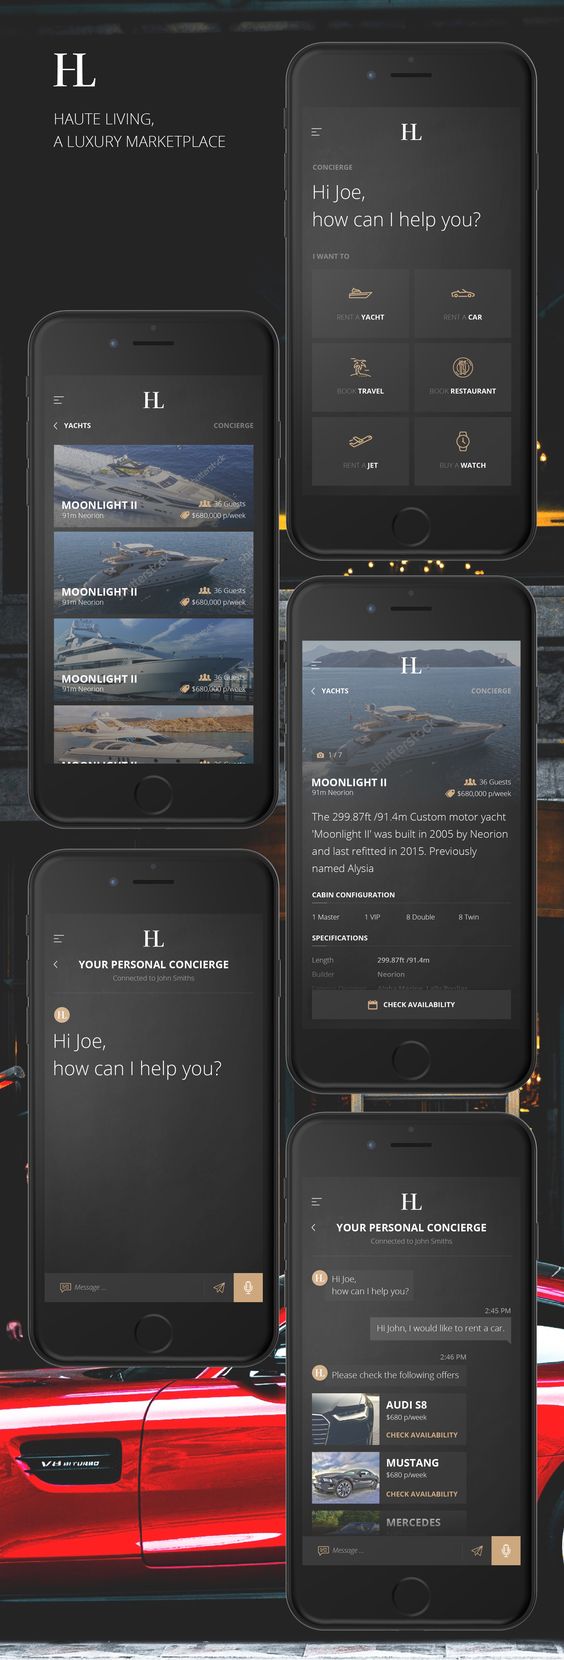 HL
HAUTE LIVING,
A LUXURY MARKETPLACE
HL
CONCIERGE
Hi Joe,
how can I help you?
I WANT TO
RENT A YACHT
RENT A CAR
BOOK TRAVEL
BOOK RESTAURANT
RENT A JET
BUY A WATCH
HL
YACHTS
CONCIERGE
shutterstock
MOONLIGHT II
91m Neorion
36 Guests
$680,000 p/week
shutterstock
MOONLIGHT II
91m Neorion
36 Guests
$680,000 p/week
MOONLIGHT II
91m Neorion
36 Guests
$680,000 p/week
MOONLIGHT II
HL
YACHTS
CONCIERGE
shutterstock
1 / 7
MOONLIGHT II
91m Neorion
36 Guests
$680,000 p/week
The 299.87ft /91.4m Custom motor yacht
'Moonlight II' was built in 2005 by Neorion
and last refitted in 2015. Previously
named Alysia
CABIN CONFIGURATION
1 Master 1 VIP 8 Double 8 Twin
SPECIFICATIONS
Length 299.87ft /91.4m
Builder Neorion
CHECK AVAILABILITY
HL
YOUR PERSONAL CONCIERGE
Connected to John Smiths
HL
Hi Joe,
how can I help you?
Message ...
HL
YOUR PERSONAL CONCIERGE
Connected to John Smiths
HL
Hi Joe,
how can I help you?
2:45 PM
Hi John, I would like to rent a car.
2:46 PM
HL
Please check the following offers
AUDI S8
$680 p/week
CHECK AVAILABILITY
MUSTANG
$680 p/week
CHECK AVAILABILITY
MERCEDES
Message ...
V8 BITURBO